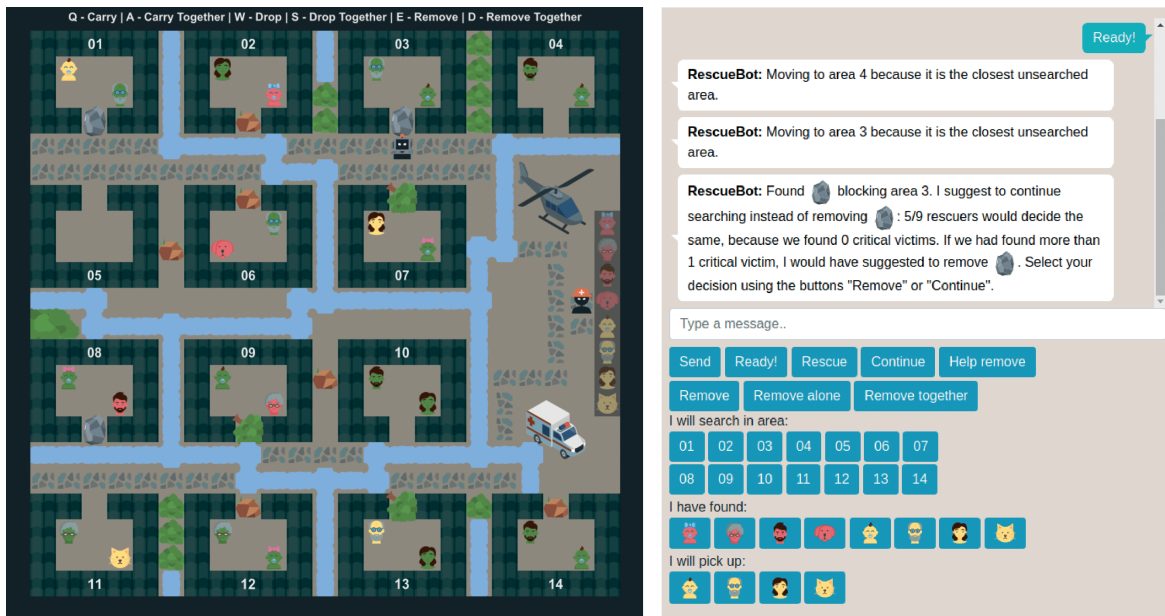 Q - Carry | A - Carry Together | W - Drop | S - Drop Together | E - Remove | D - Remove Together
01 02 03 04
05 06 07
08 09 10
11 12 13 14
Ready!
RescueBot: Moving to area 4 because it is the closest unsearched
area.
RescueBot: Moving to area 3 because it is the closest unsearched
area.
RescueBot: Found blocking area 3. I suggest to continue
searching instead of removing : 5/9 rescuers would decide the
same, because we found 0 critical victims. If we had found more than
1 critical victim, I would have suggested to remove . Select your
decision using the buttons "Remove" or "Continue".
Type a message..
Send Ready! Rescue Continue Help remove
Remove Remove alone Remove together
I will search in area:
01 02 03 04 05 06 07
08 09 10 11 12 13 14
I have found:
I will pick up: